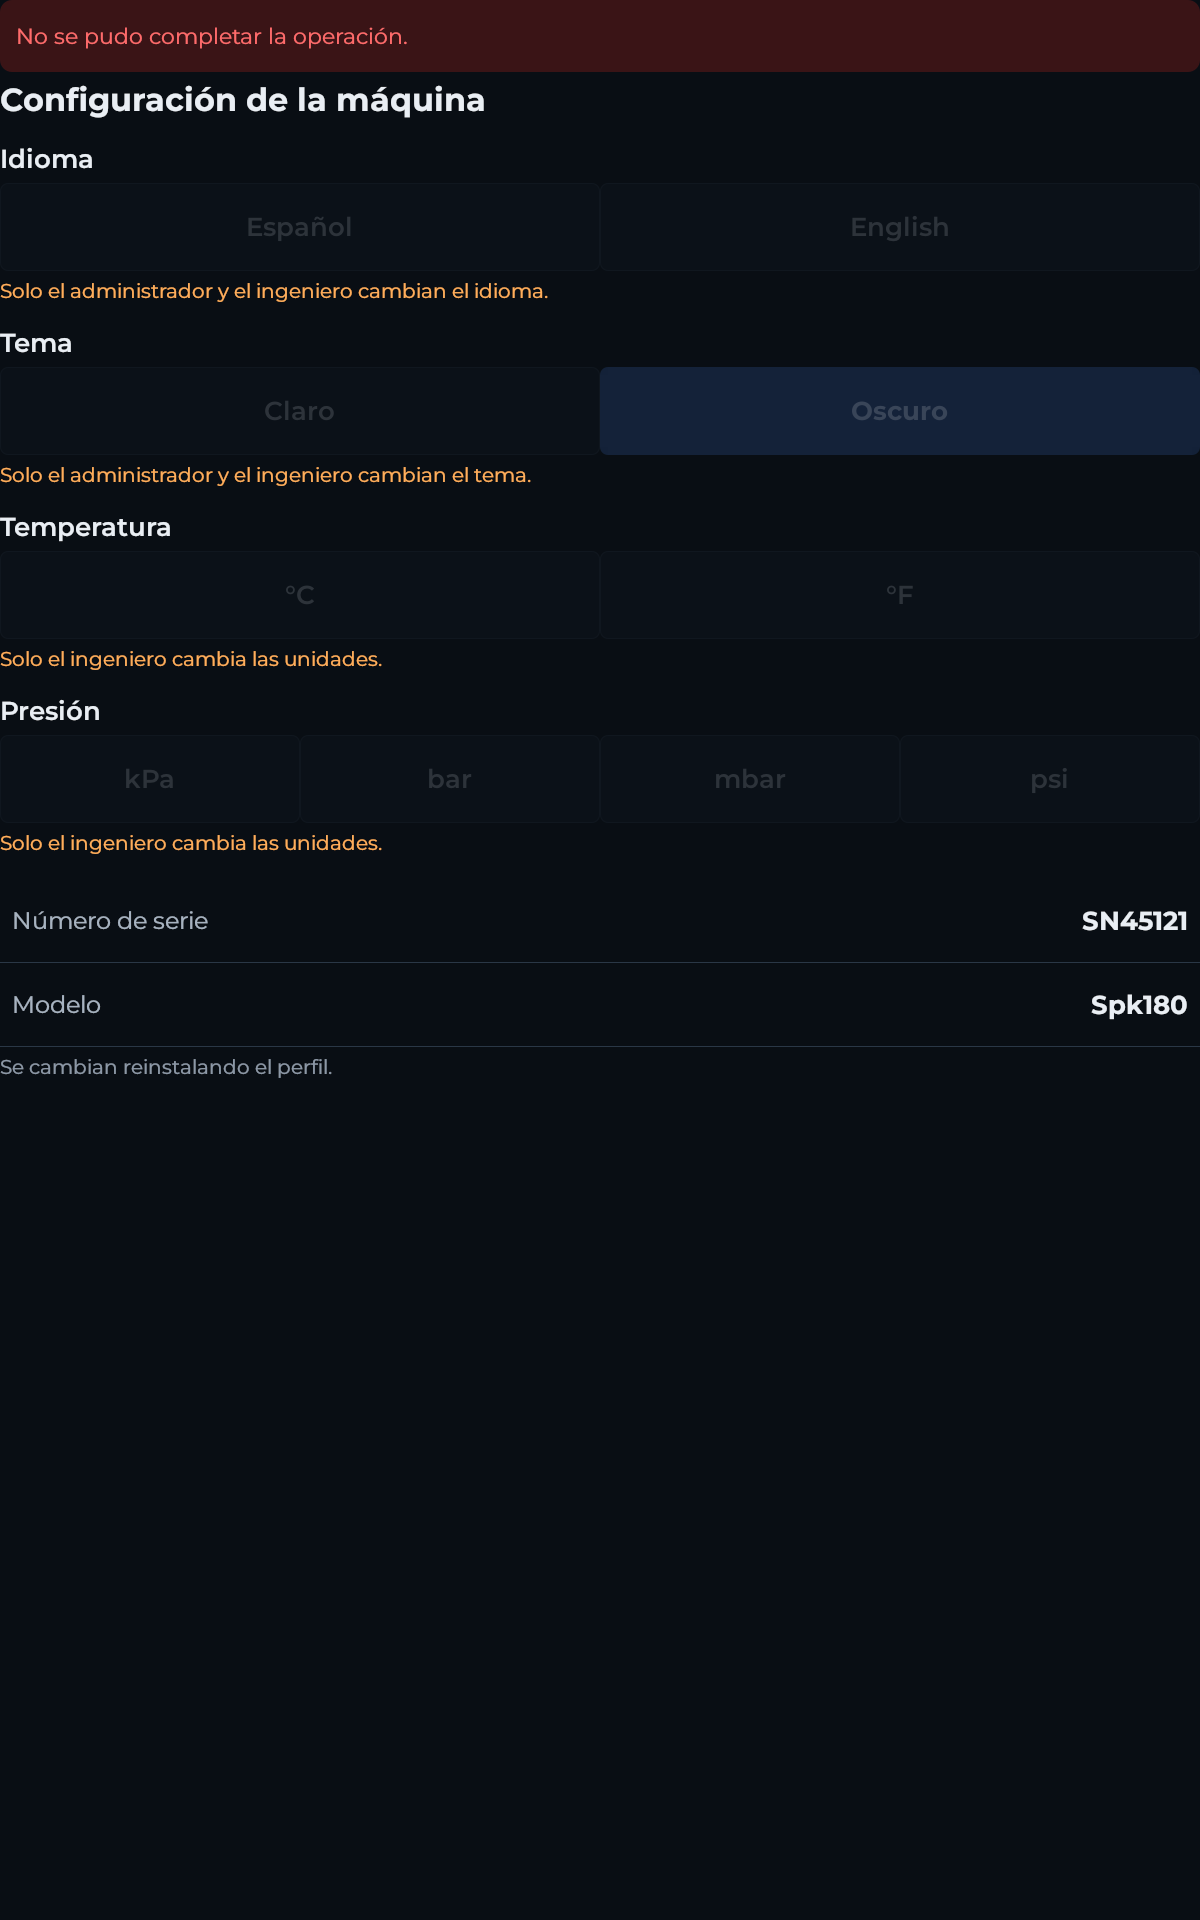 No se pudo completar la operación.
Configuración de la máquina
Idioma
Español English
Solo el administrador y el ingeniero cambian el idioma.
Tema
Claro Oscuro
Solo el administrador y el ingeniero cambian el tema.
Temperatura
°C °F
Solo el ingeniero cambia las unidades.
Presión
kPa bar mbar psi
Solo el ingeniero cambia las unidades.
Número de serie SN45121
Modelo Spk180
Se cambian reinstalando el perfil.